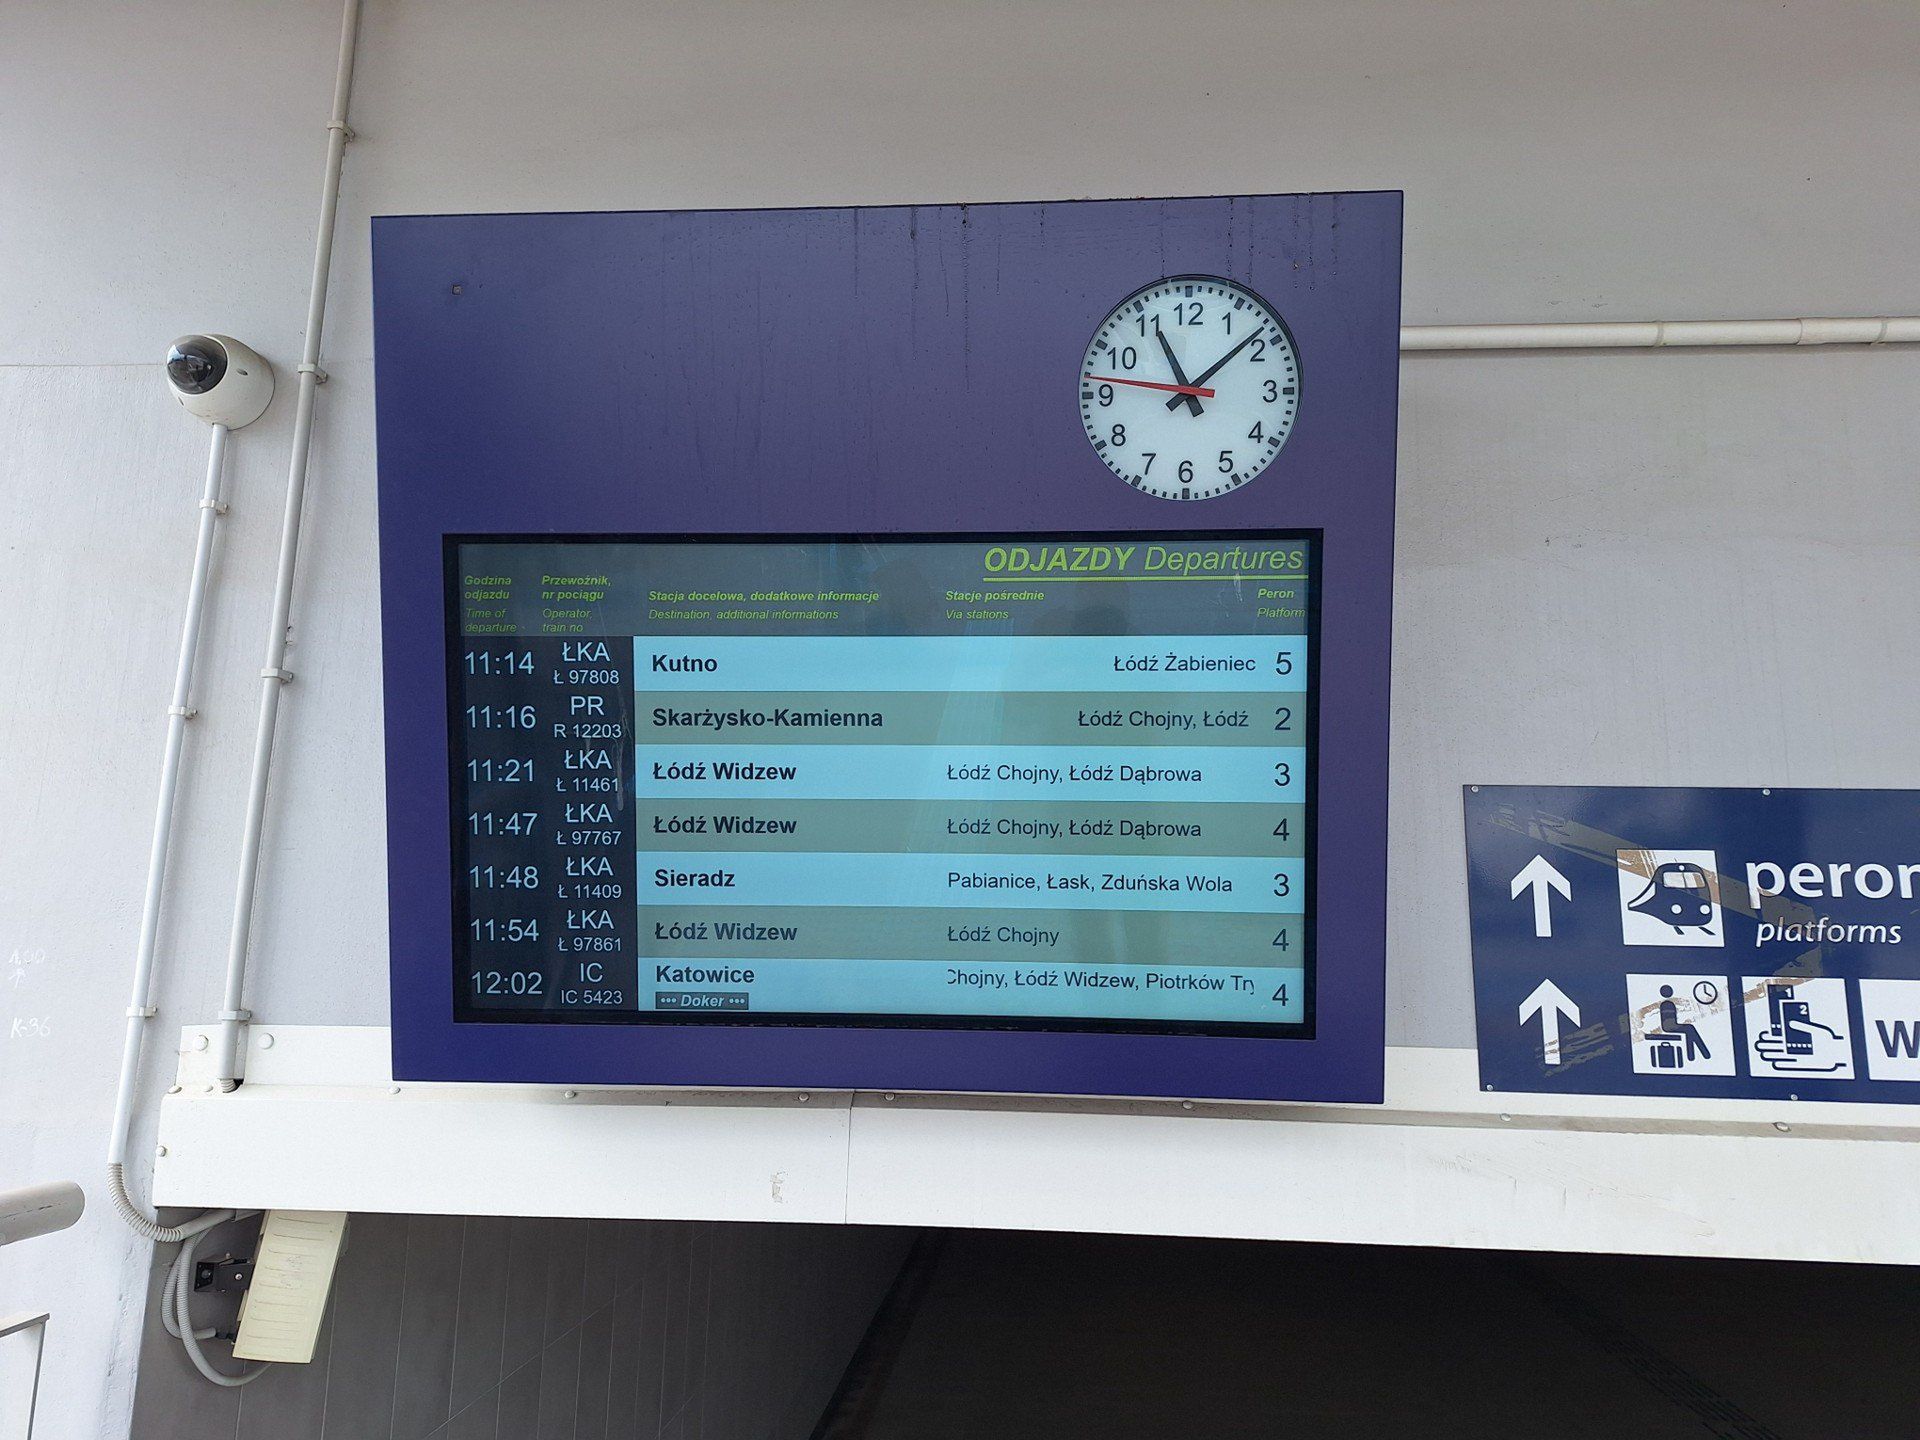 12
1
2
3
4
5
6
7
8
9
10
11
ODJAZDY Departures
Godzina odjazdu
Time of departure
Przewoźnik, nr pociągu
Operator, train no
Stacja docelowa, dodatkowe informacje
Destination, additional informations
Stacje pośrednie
Via stations
Peron
Platform
11:14 ŁKA Ł 97808 Kutno Łódź Żabieniec 5
11:16 PR R 12203 Skarżysko-Kamienna Łódź Chojny, Łódź 2
11:21 ŁKA Ł 11461 Łódź Widzew Łódź Chojny, Łódź Dąbrowa 3
11:47 ŁKA Ł 97767 Łódź Widzew Łódź Chojny, Łódź Dąbrowa 4
11:48 ŁKA Ł 11409 Sieradz Pabianice, Łask, Zduńska Wola 3
11:54 ŁKA Ł 97861 Łódź Widzew Łódź Chojny 4
12:02 IC IC 5423 Katowice Chojny, Łódź Widzew, Piotrków Try 4
••• Doker •••
peron
platforms
1
2
W
K-36